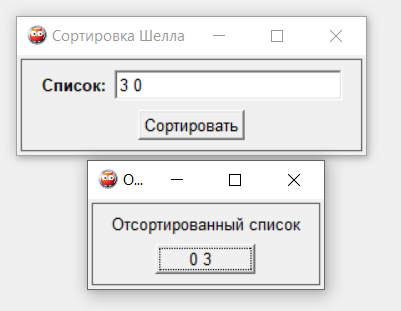 Сортировка Шелла
Список: 3 0
Сортировать
О...
Отсортированный список
0 3